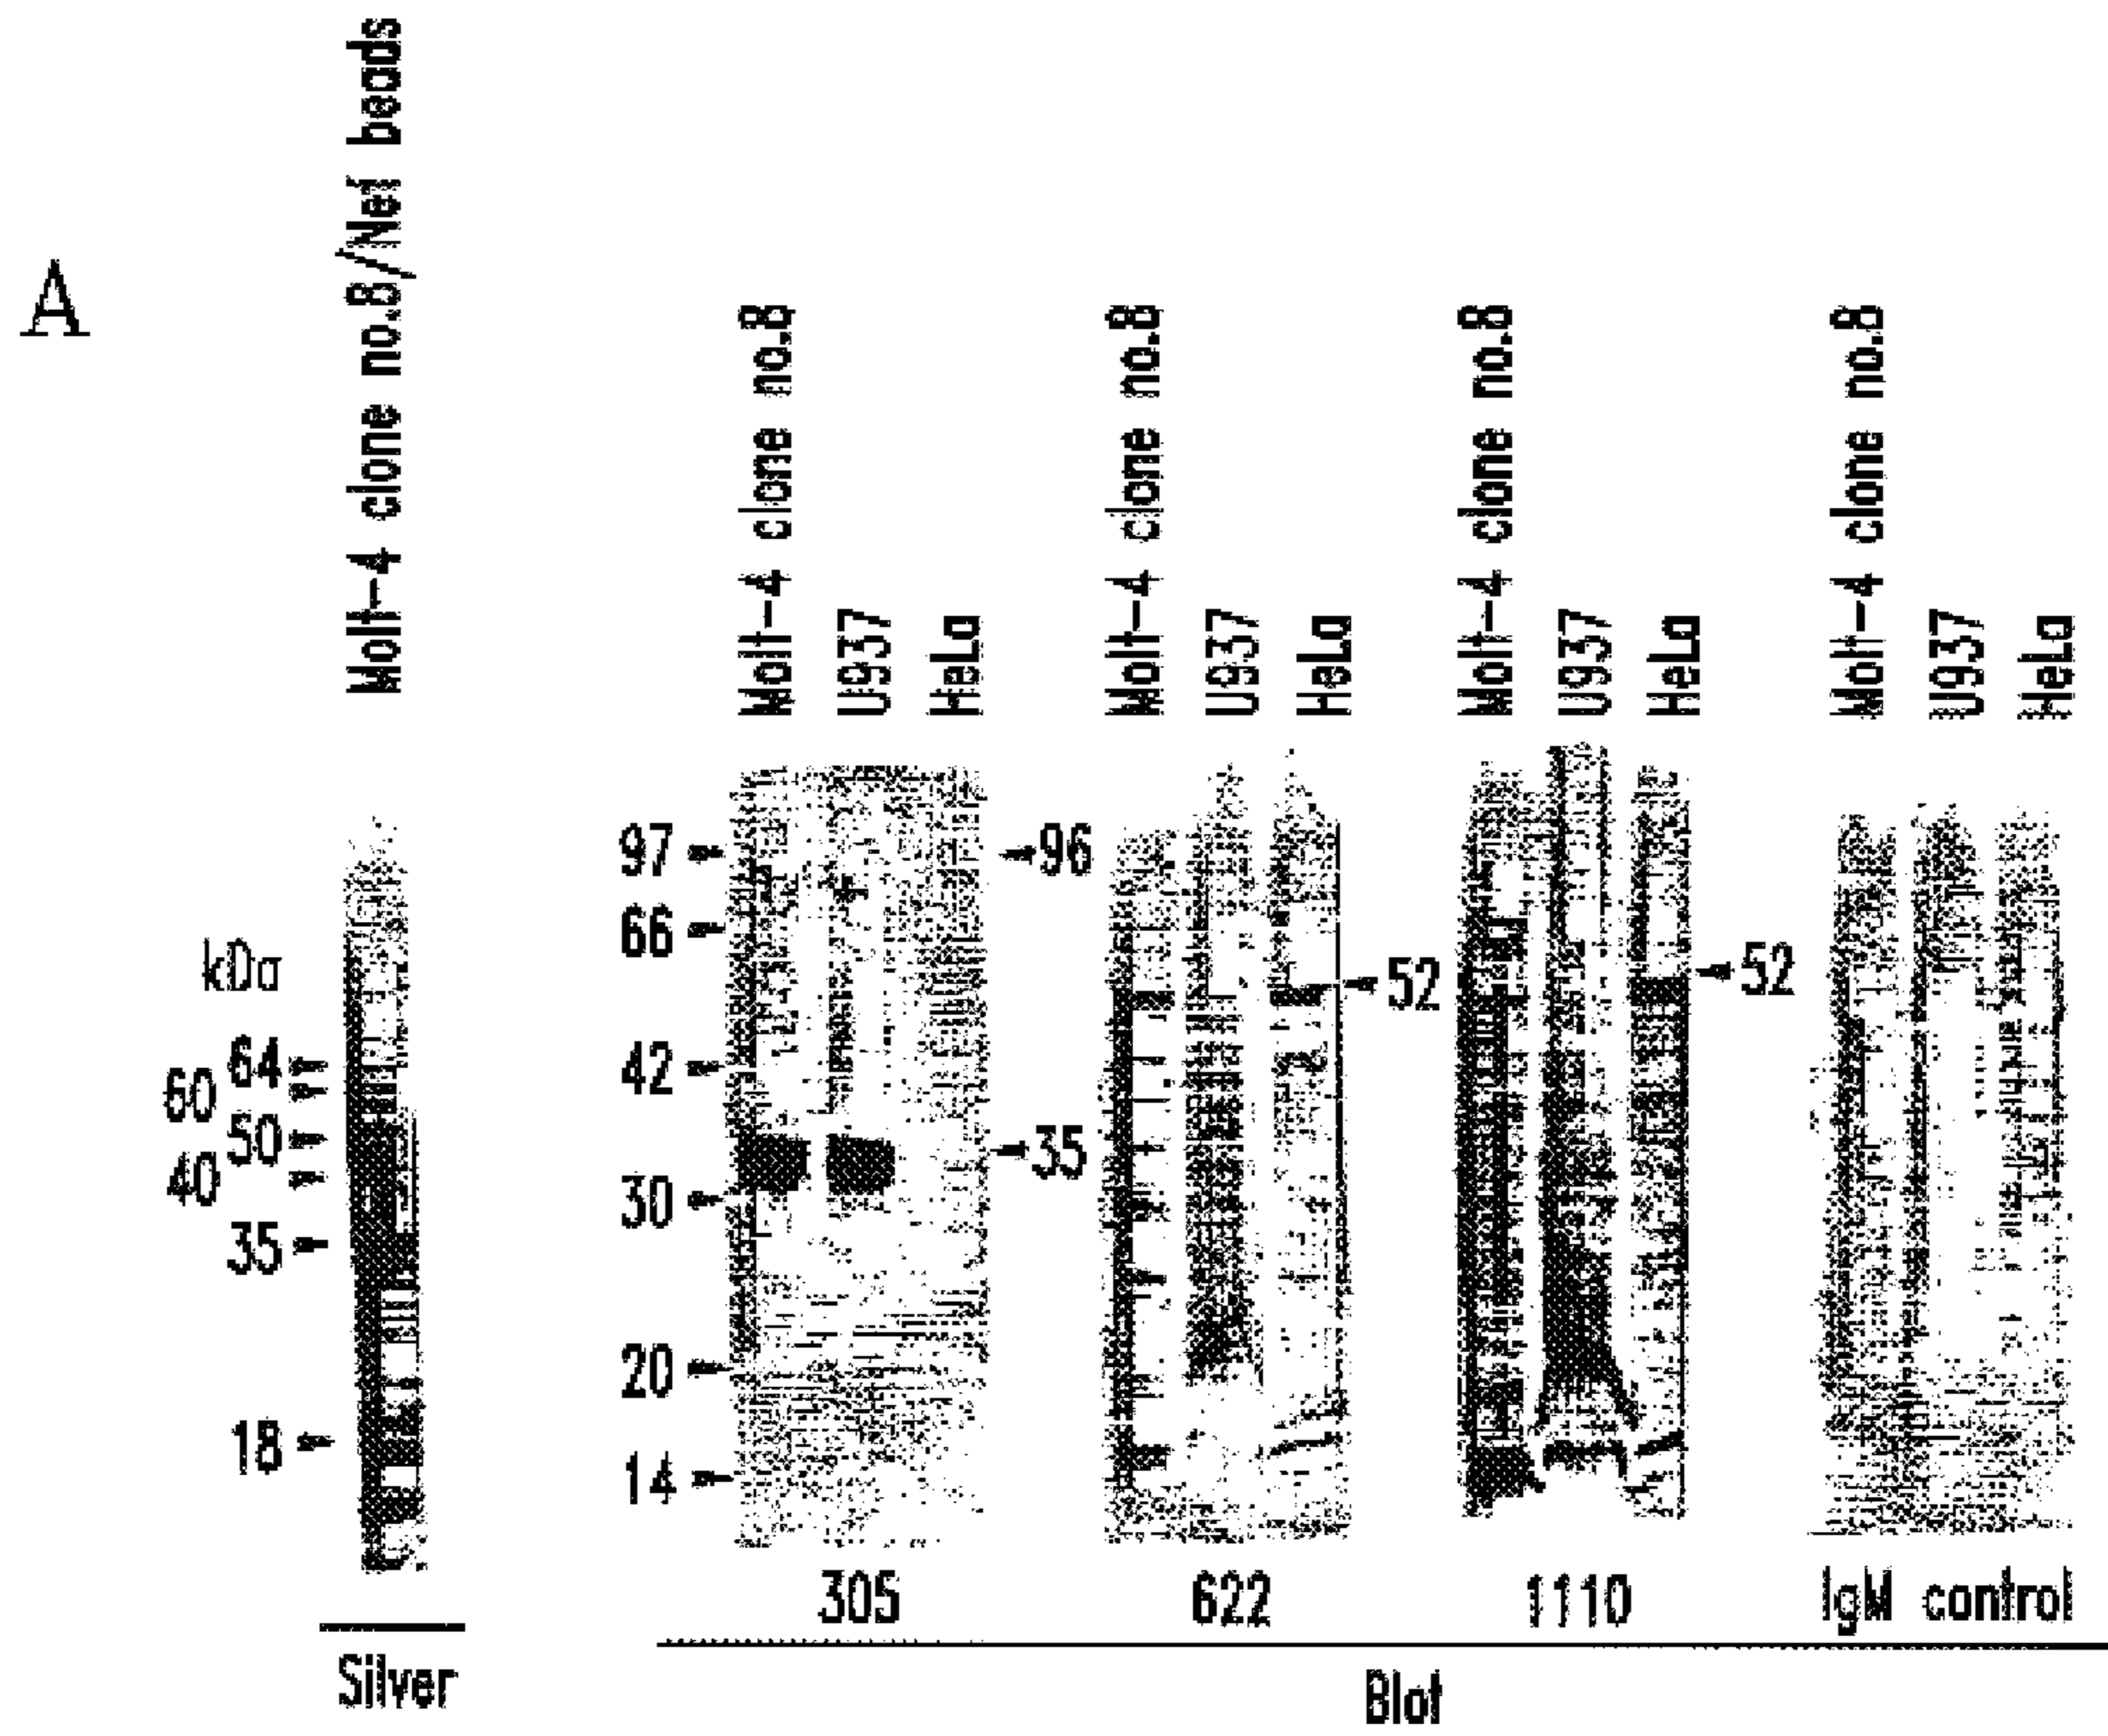 A
Molt-4 clone no.8/Nef beads
Molt-4 clone no.8
U937
HeLa
Molt-4 clone no.8
U937
HeLa
Molt-4 clone no.8
U937
HeLa
Molt-4 clone no.8
U937
HeLa
kDa
64
60
50
40
35
18
97
66
42
30
20
14
96
35
52
52
305
622
1110
IgM control
Silver
Blot